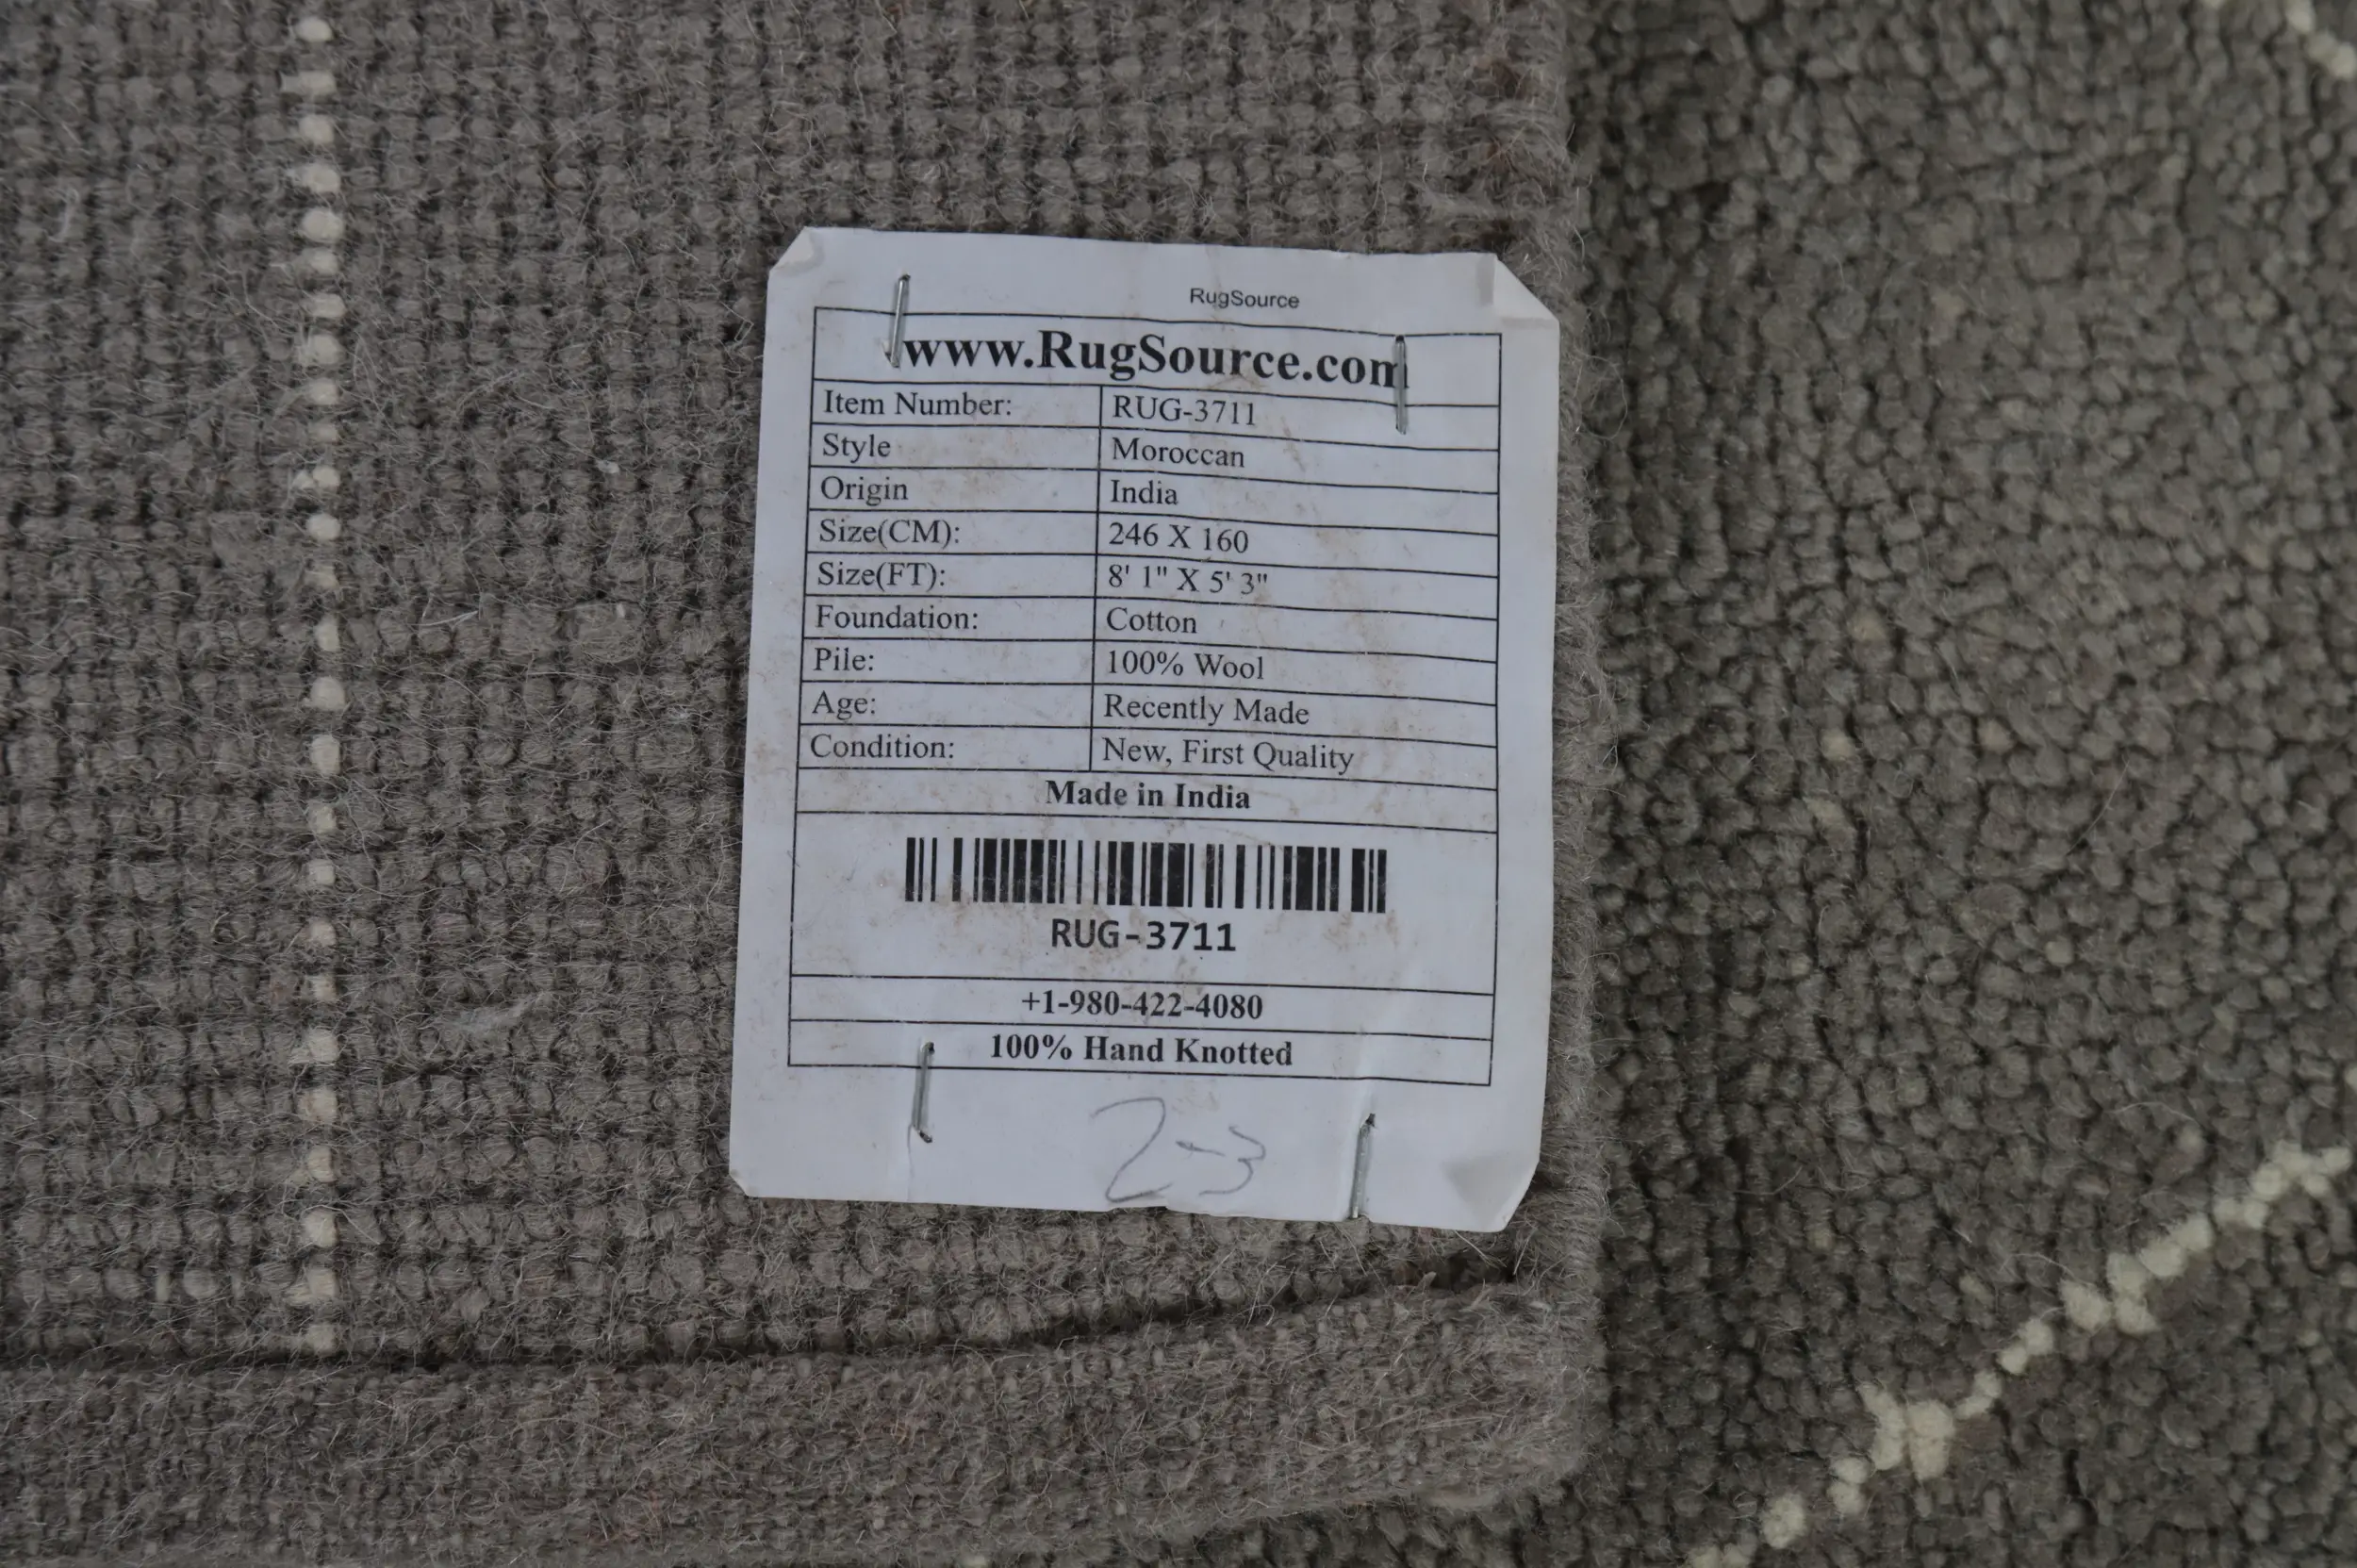 RugSource
www.RugSource.com
Item Number: RUG-3711
Style Moroccan
Origin India
Size(CM): 246 X 160
Size(FT): 8' 1" X 5' 3"
Foundation: Cotton
Pile: 100% Wool
Age: Recently Made
Condition: New, First Quality
Made in India
RUG-3711
+1-980-422-4080
100% Hand Knotted
2-3